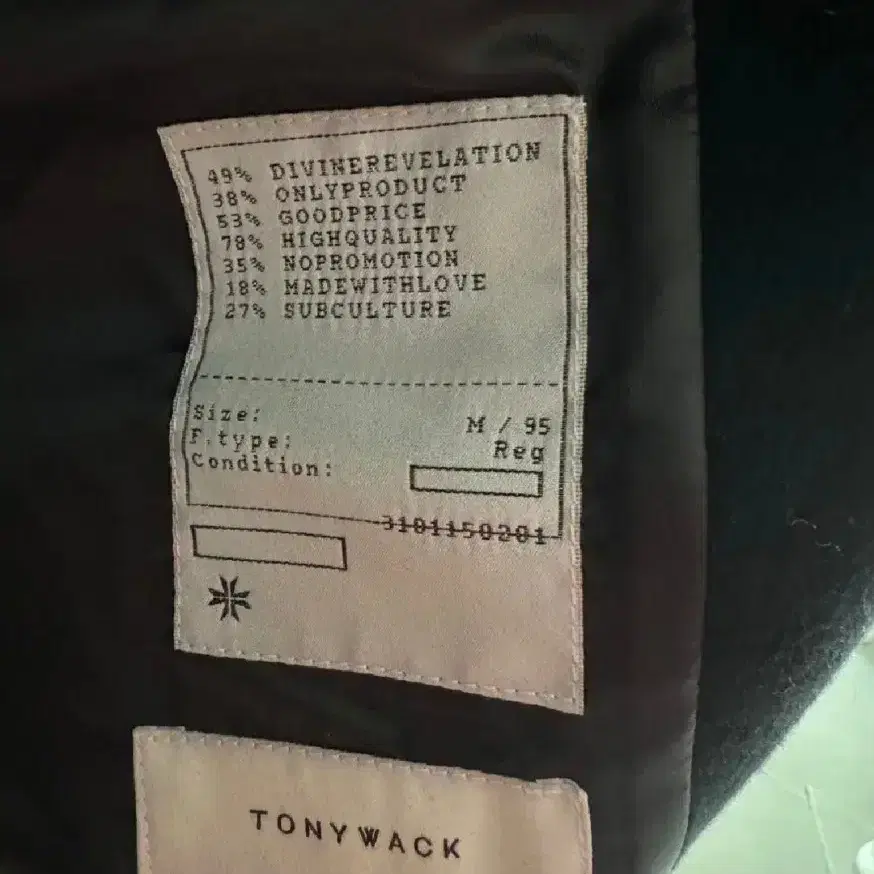 49% DIVINEREVELATION
38% ONLYPRODUCT
53% GOODPRICE
78% HIGHQUALITY
35% NOPROMOTION
18% MADEWITHLOVE
27% SUBCULTURE
Size: M / 95
F.type: Reg
Condition:
3101150201
TONYWACK